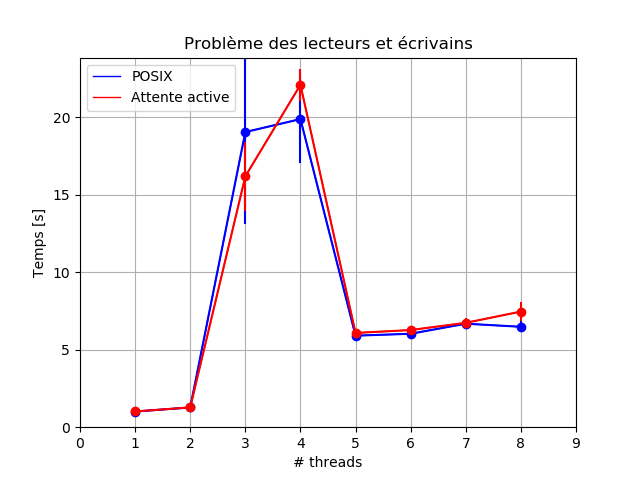 Problème des lecteurs et écrivains
POSIX
Attente active
Temps [s]
20
15
10
5
0
0 1 2 3 4 5 6 7 8 9
# threads